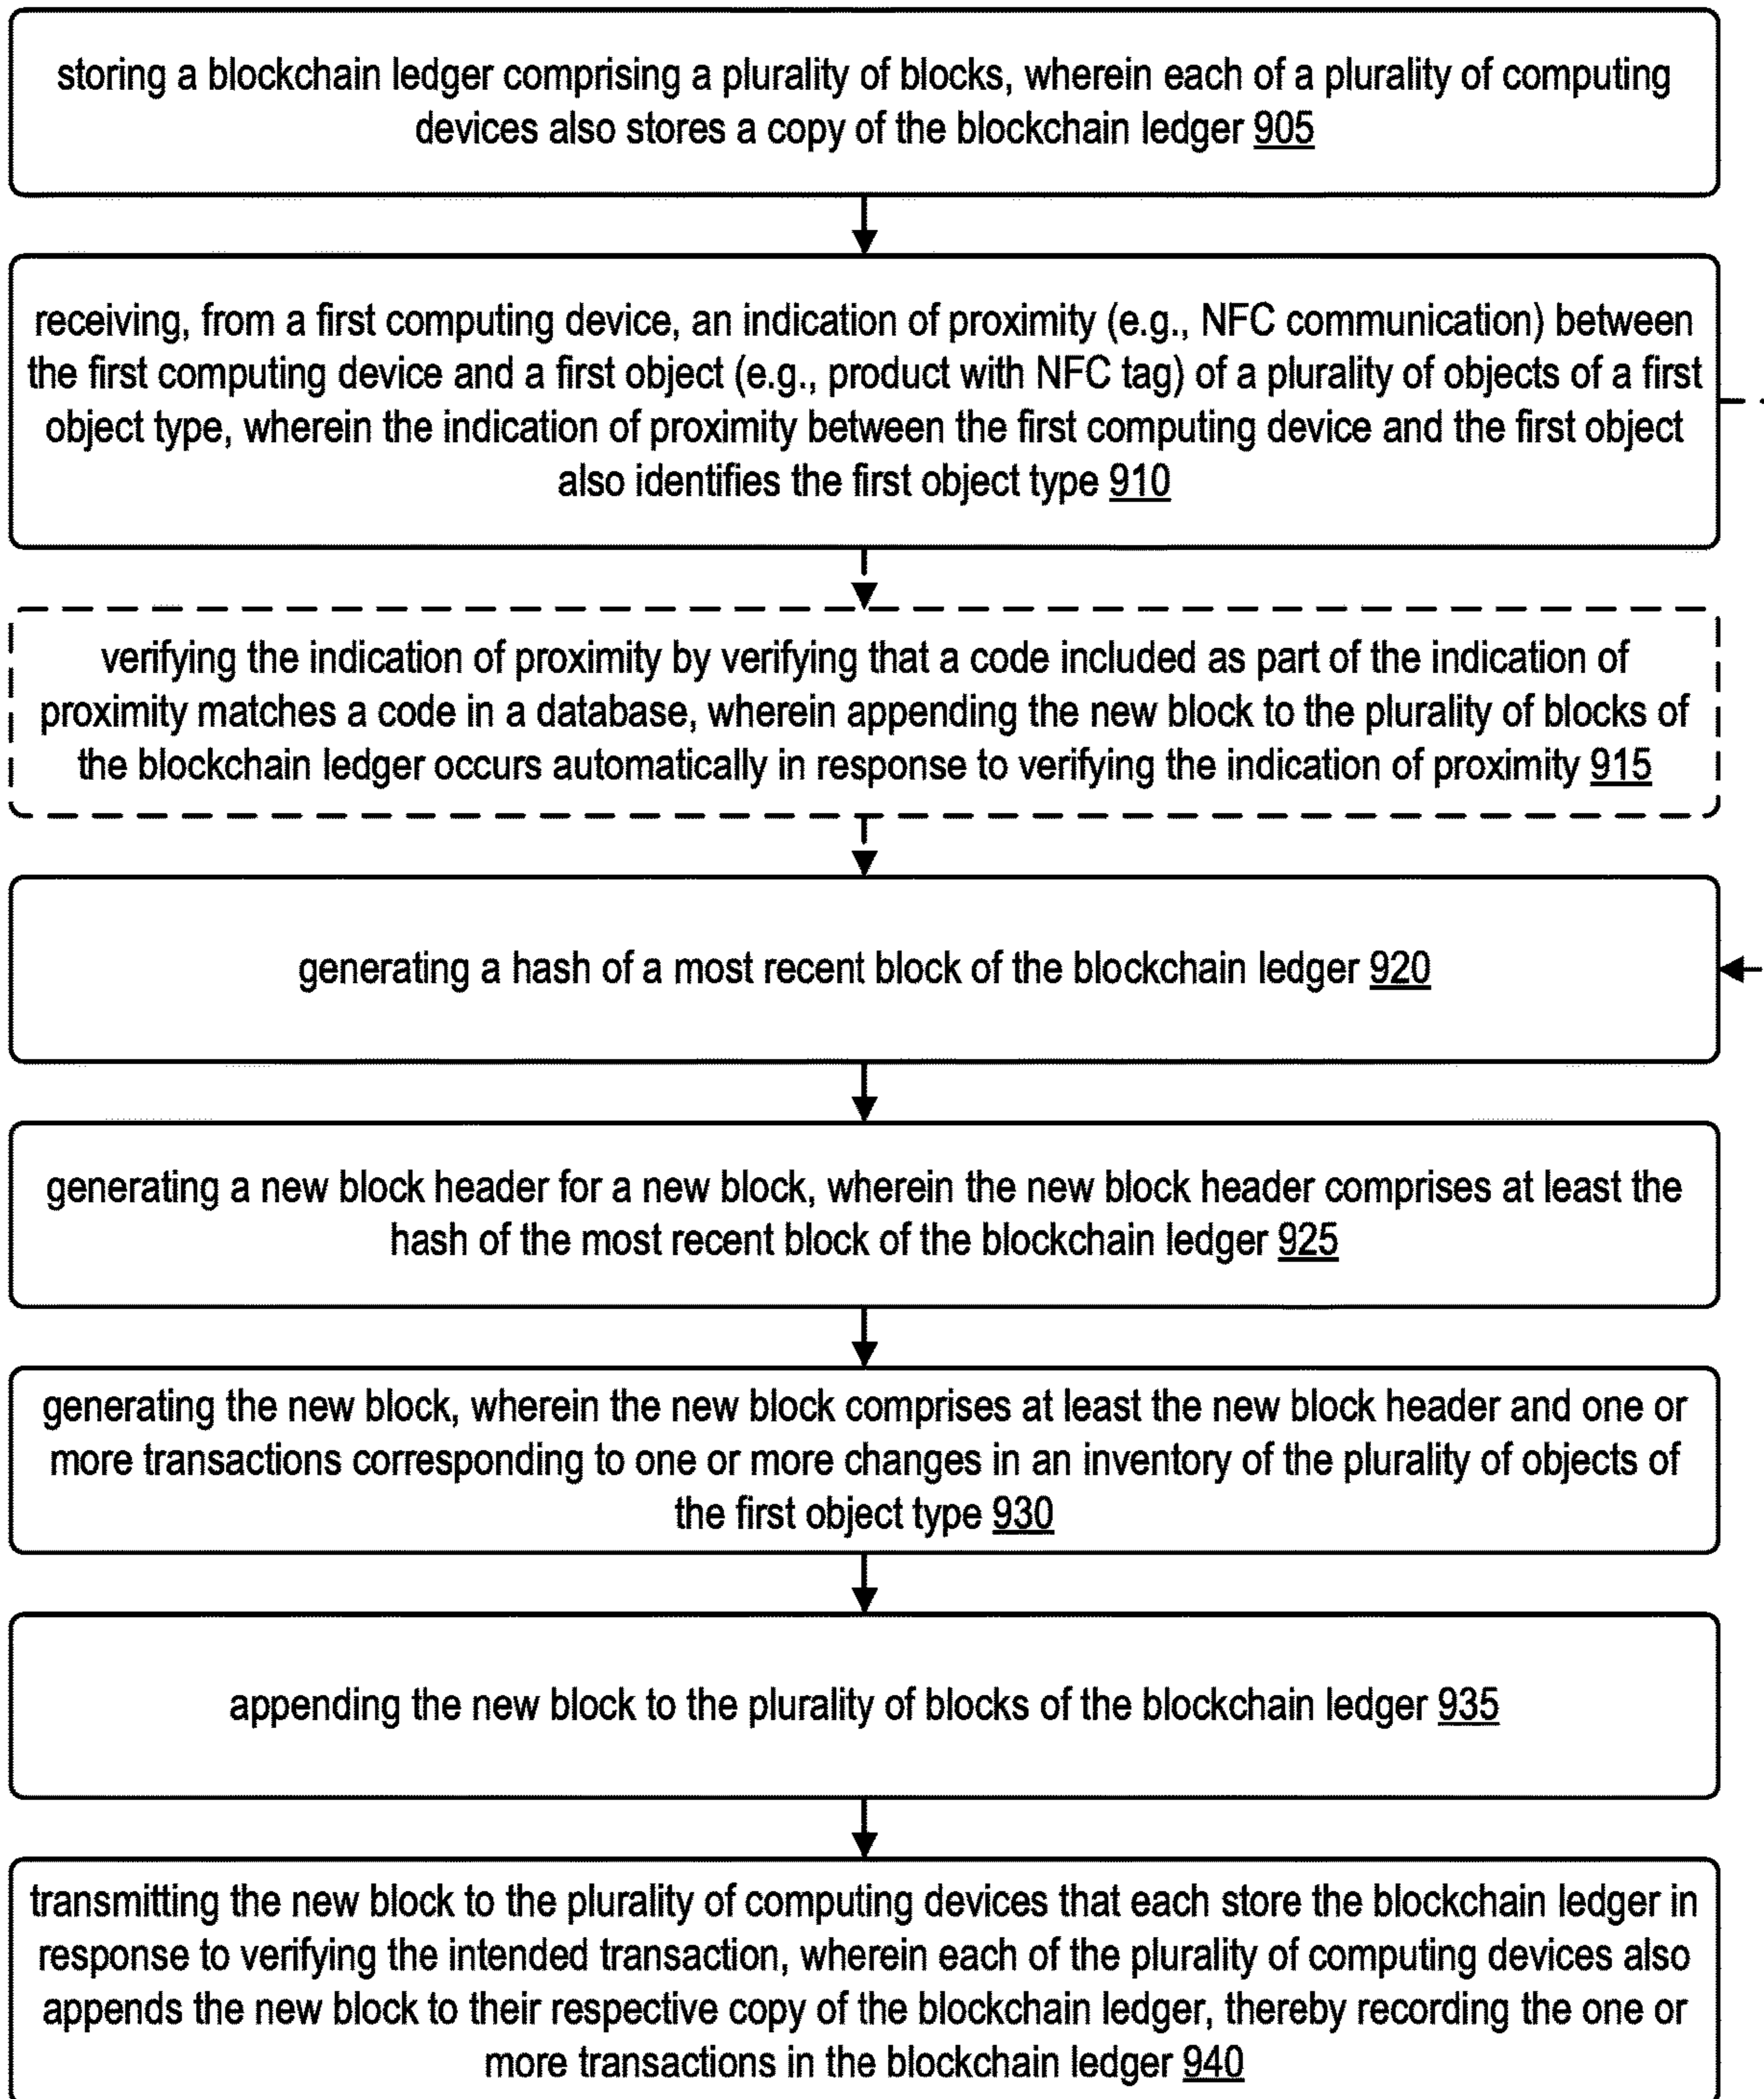 storing a blockchain ledger comprising a plurality of blocks, wherein each of a plurality of computing
devices also stores a copy of the blockchain ledger 905
receiving, from a first computing device, an indication of proximity (e.g., NFC communication) between
the first computing device and a first object (e.g., product with NFC tag) of a plurality of objects of a first
object type, wherein the indication of proximity between the first computing device and the first object
also identifies the first object type 910
verifying the indication of proximity by verifying that a code included as part of the indication of
proximity matches a code in a database, wherein appending the new block to the plurality of blocks of
the blockchain ledger occurs automatically in response to verifying the indication of proximity 915
generating a hash of a most recent block of the blockchain ledger 920
generating a new block header for a new block, wherein the new block header comprises at least the
hash of the most recent block of the blockchain ledger 925
generating the new block, wherein the new block comprises at least the new block header and one or
more transactions corresponding to one or more changes in an inventory of the plurality of objects of
the first object type 930
appending the new block to the plurality of blocks of the blockchain ledger 935
transmitting the new block to the plurality of computing devices that each store the blockchain ledger in
response to verifying the intended transaction, wherein each of the plurality of computing devices also
appends the new block to their respective copy of the blockchain ledger, thereby recording the one or
more transactions in the blockchain ledger 940